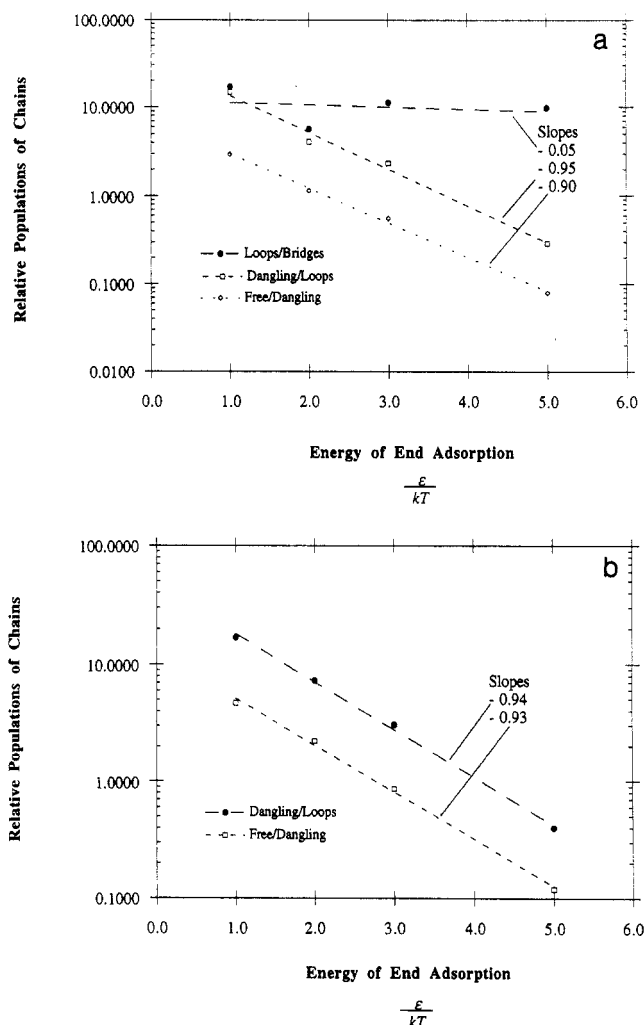 a
Relative Populations of Chains
100.0000
10.0000
1.0000
0.1000
0.0100
Slopes
- 0.05
- 0.95
- 0.90
Loops/Bridges
Dangling/Loops
Free/Dangling
0.0 1.0 2.0 3.0 4.0 5.0 6.0
Energy of End Adsorption
ε
kT
b
Relative Populations of Chains
100.0000
10.0000
1.0000
0.1000
Slopes
- 0.94
- 0.93
Dangling/Loops
Free/Dangling
0.0 1.0 2.0 3.0 4.0 5.0 6.0
Energy of End Adsorption
ε
kT